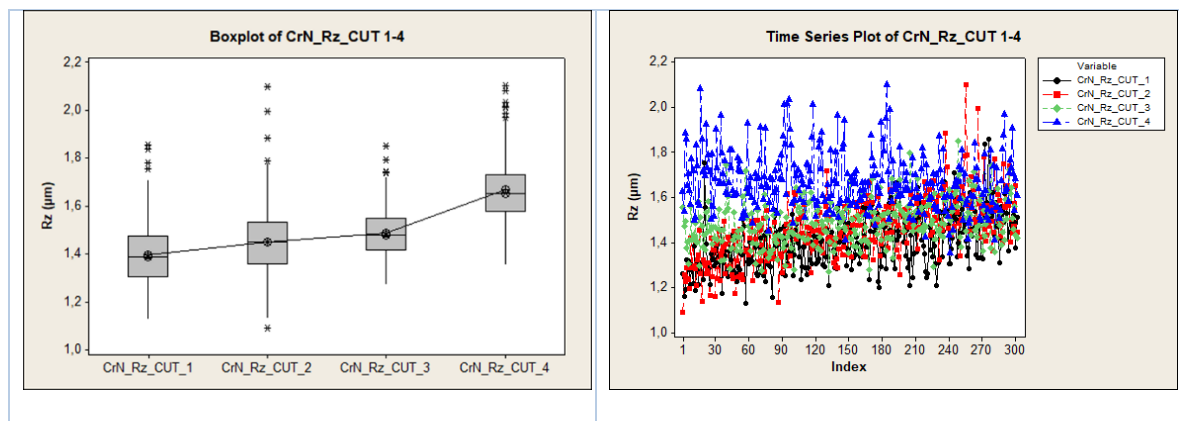 Boxplot of CrN_Rz_CUT 1-4
2,2
2,0
1,8
1,6
1,4
1,2
1,0
Rz (µm)
CrN_Rz_CUT_1
CrN_Rz_CUT_2
CrN_Rz_CUT_3
CrN_Rz_CUT_4
Time Series Plot of CrN_Rz_CUT 1-4
2,2
2,0
1,8
1,6
1,4
1,2
1,0
Rz (µm)
1
30
60
90
120
150
180
210
240
270
300
Index
Variable
CrN_Rz_CUT_1
CrN_Rz_CUT_2
CrN_Rz_CUT_3
CrN_Rz_CUT_4